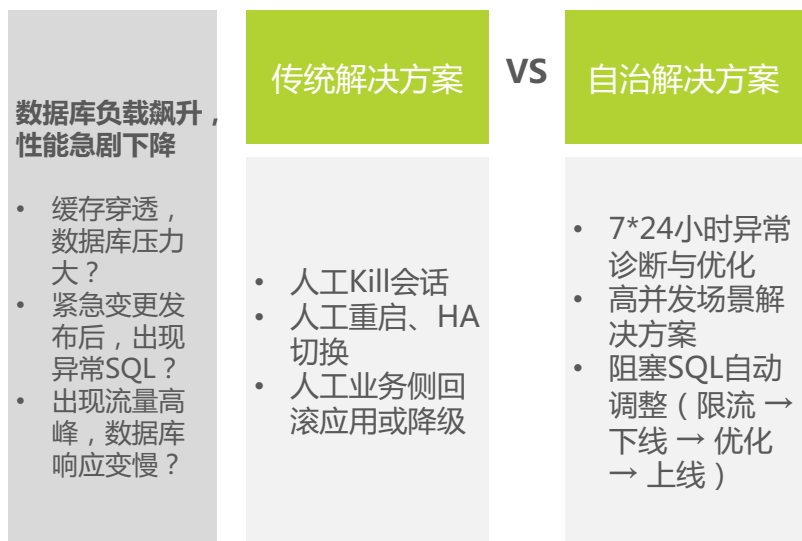 数据库负载飙升，
性能急剧下降
• 缓存穿透，
数据库压力
大？
• 紧急变更发
布后，出现
异常SQL？
• 出现流量高
峰，数据库
响应变慢？
传统解决方案
• 人工Kill会话
• 人工重启、HA
切换
• 人工业务侧回
滚应用或降级
VS
自治解决方案
• 7*24小时异常
诊断与优化
• 高并发场景解
决方案
• 阻塞SQL自动
调整（限流 →
下线 → 优化
→ 上线）